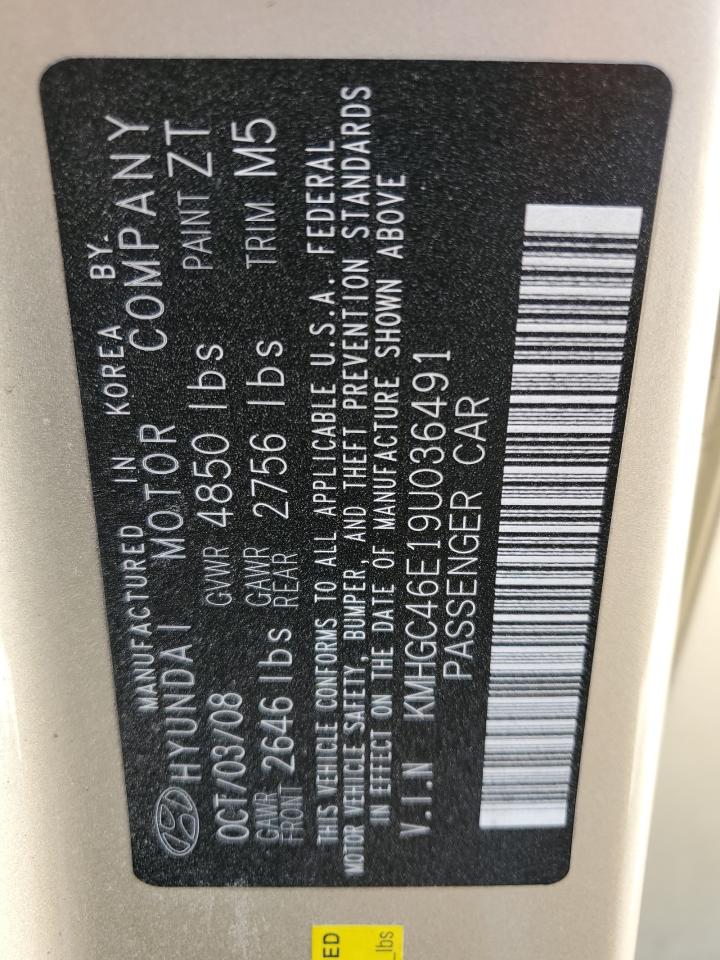 MANUFACTURED IN KOREA BY.
HYUNDAI MOTOR COMPANY
OCT/03/08 GVWR 4850 lbs PAINT ZT
GAWR FRONT 2646 lbs GAWR REAR 2756 lbs TRIM M5
THIS VEHICLE CONFORMS TO ALL APPLICABLE U.S.A. FEDERAL
MOTOR VEHICLE SAFETY, BUMPER, AND THEFT PREVENTION STANDARDS
IN EFFECT ON THE DATE OF MANUFACTURE SHOWN ABOVE
V.I.N KMHGC46E19U036491
PASSENGER CAR
ED
lbs